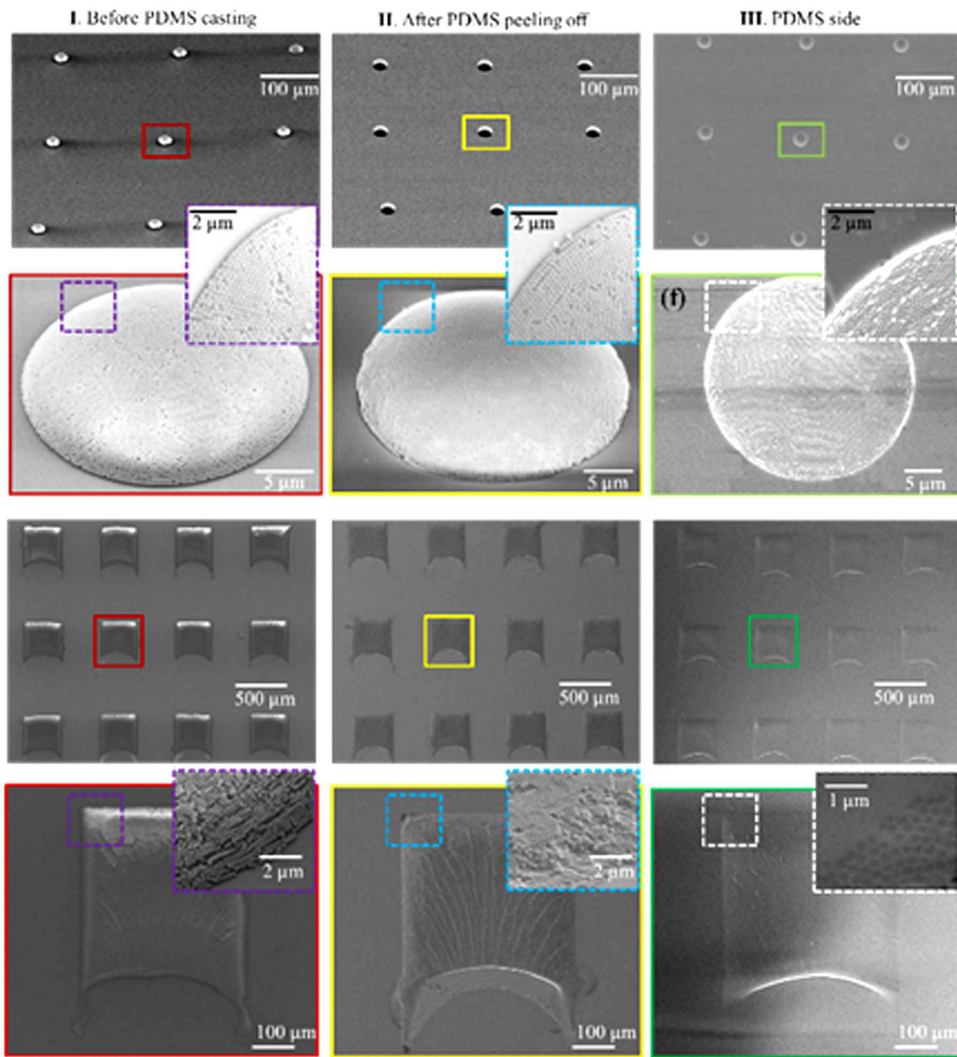 I. Before PDMS casting
II. After PDMS peeling off
III. PDMS side
100 µm
100 µm
100 µm
2 µm
2 µm
2 µm
(f)
5 µm
5 µm
5 µm
500 µm
500 µm
500 µm
2 µm
2 µm
1 µm
100 µm
100 µm
100 µm